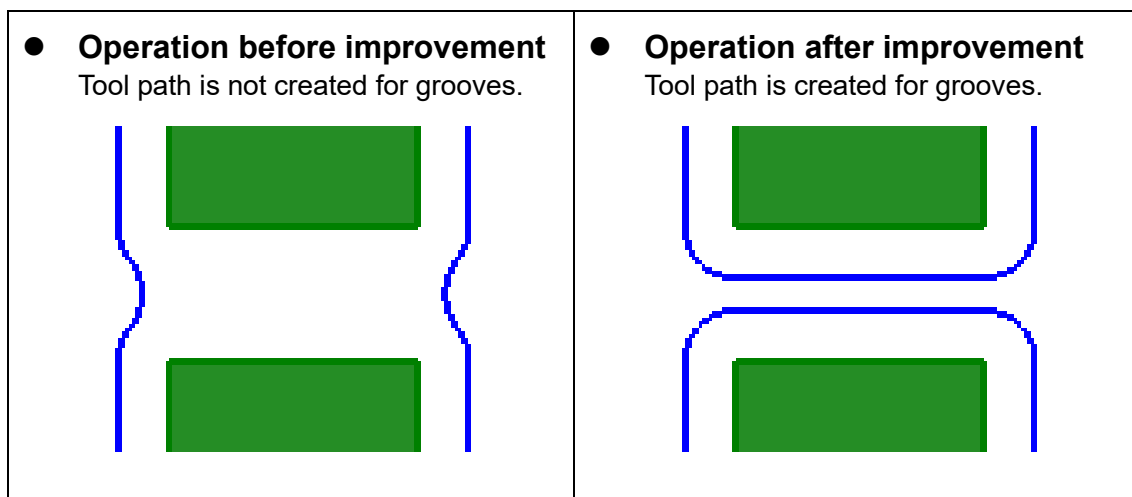 ● Operation before improvement
Tool path is not created for grooves.
● Operation after improvement
Tool path is created for grooves.